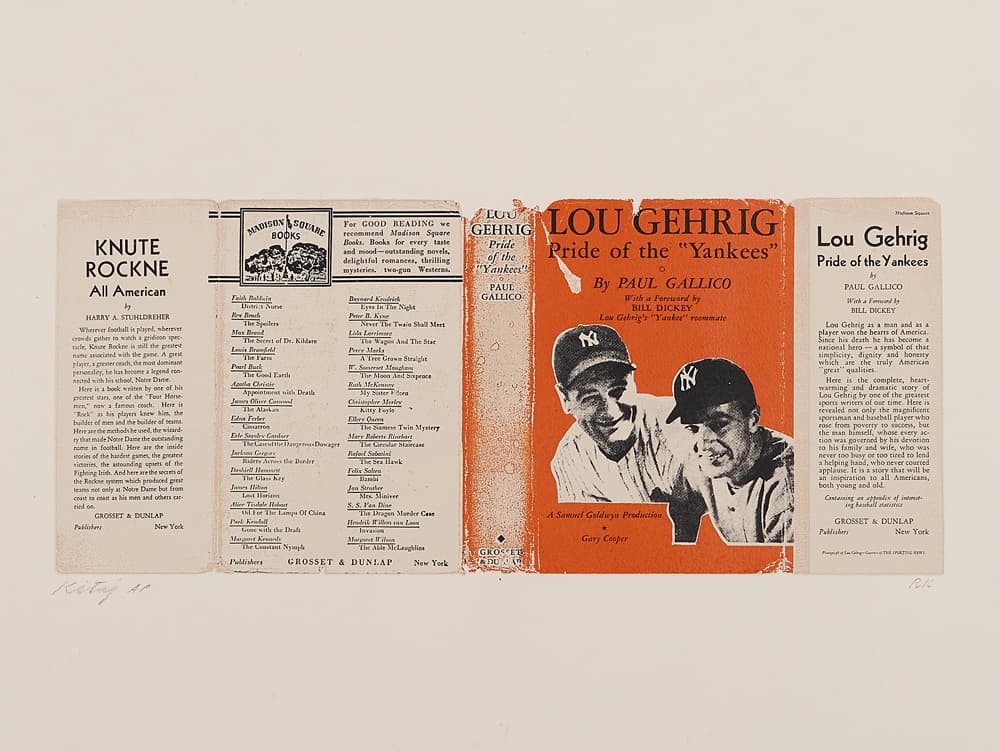 KNUTE
ROCKNE
All American
by
HARRY A. STUHLDREHER
Wherever football is played, wherever
crowds gather to watch a gridiron spec-
tacle, Knute Rockne is still the greatest
name associated with the game. A great
player, a greater coach, the most dominant
personality, he has become a legend con-
nected with his school, Notre Dame.
Here is a book written by one of his
greatest stars, one of the "Four Horse-
men," now a famous coach. Here is
"Rock" as his players knew him, the
builder of men and the builder of teams.
Here are the methods he used, the wizard-
ry that made Notre Dame the outstanding
name in football. Here are the inside
stories of the hardest games, the greatest
victories, the astounding upsets of the
Fighting Irish. And here are the secrets of
the Rockne system which produced great
teams not only at Notre Dame but from
coast to coast as his men and others car-
ried on.
GROSSET & DUNLAP
Publishers New York
MADISON SQUARE
BOOKS
For GOOD READING we
recommend Madison Square
Books. Books for every taste
and mood—outstanding novels,
delightful romances, thrilling
mysteries, two-gun Westerns.
Faith Baldwin
District Nurse
Rex Beach
The Spoilers
Max Brand
The Secret of Dr. Kildare
Louis Bromfield
The Farm
Pearl Buck
The Good Earth
Agatha Christie
Appointment with Death
James Oliver Curwood
The Alaskan
Edna Ferber
Cimarron
Erle Stanley Gardner
The Case of the Dangerous Dowager
Jackson Gregory
Riders Across the Border
Dashiell Hammett
The Glass Key
James Hilton
Lost Horizon
Alice Tisdale Hobart
Oil For The Lamps Of China
Park Kendall
Gone with the Draft
Margaret Kennedy
The Constant Nymph
Baynard Kendrick
Eyes In The Night
Peter B. Kyne
Never The Twain Shall Meet
Lida Larrimore
The Wagon And The Star
Percy Marks
A Tree Grown Straight
W. Somerset Maugham
The Moon And Sixpence
Ruth McKenney
My Sister Eileen
Christopher Morley
Kitty Foyle
Ellery Queen
The Siamese Twin Mystery
Mary Roberts Rinehart
The Circular Staircase
Rafael Sabatini
The Sea Hawk
Felix Salten
Bambi
Jan Struther
Mrs. Miniver
S. S. Van Dine
The Dragon Murder Case
Hendrik Willem van Loon
Invasion
Margaret Wilson
The Able McLaughlins
Publishers GROSSET & DUNLAP New York
LOU
GEHRIG
Pride
of the
"Yankees"
PAUL
GALLICO
GROSSET
& DUNLAP
LOU GEHRIG
Pride of the "Yankees"
By PAUL GALLICO
With a Foreword by
BILL DICKEY
Lou Gehrig's "Yankee" roommate
NY
NY
A Samuel Goldwyn Production
Gary Cooper
Madison Square
Lou Gehrig
Pride of the Yankees
by
PAUL GALLICO
With a Foreword by
BILL DICKEY
Lou Gehrig as a man and as a
player won the hearts of America.
Since his death he has become a
national hero — a symbol of that
simplicity, dignity and honesty
which are the truly American
"great" qualities.
Here is the complete, heart-
warming and dramatic story of
Lou Gehrig by one of the greatest
sports writers of our time. Here is
revealed not only the magnificent
sportsman and baseball player who
rose from poverty to success, but
the man himself, whose every ac-
tion was governed by his devotion
to his family and wife, who was
never too busy or too tired to lend
a helping hand, who never courted
applause. It is a story that will be
an inspiration to all Americans,
both young and old.
Containing an appendix of interest-
ing baseball statistics
GROSSET & DUNLAP
Publishers New York
Photograph of Lou Gehrig—Courtesy of THE SPORTING NEWS
Kitaj AP
RK